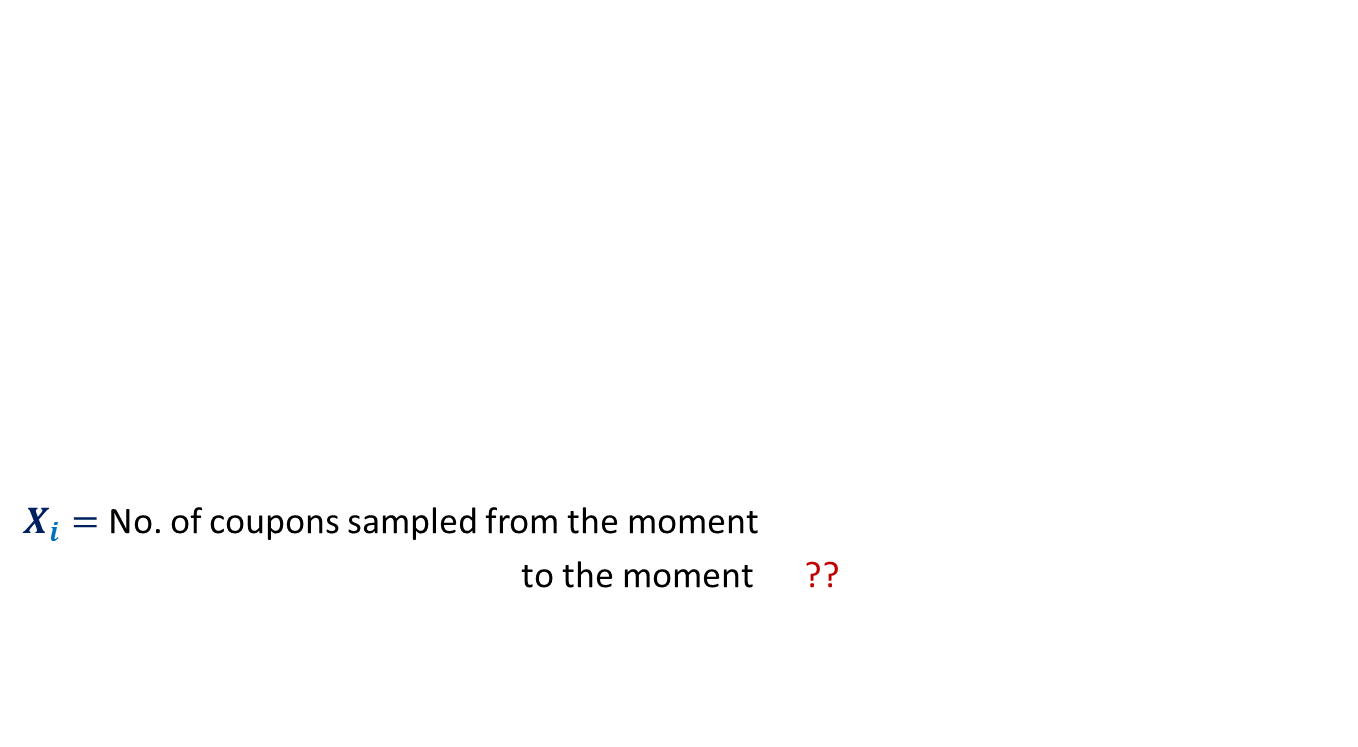 Xᵢ = No. of coupons sampled from the moment
to the moment ??